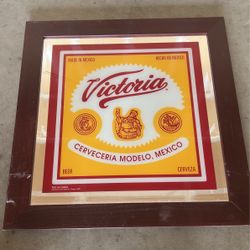 MADE IN MEXICO
HECHO EN MEXICO
Victoria
CERVECERIA MODELO, MEXICO
BEER
CERVEZA